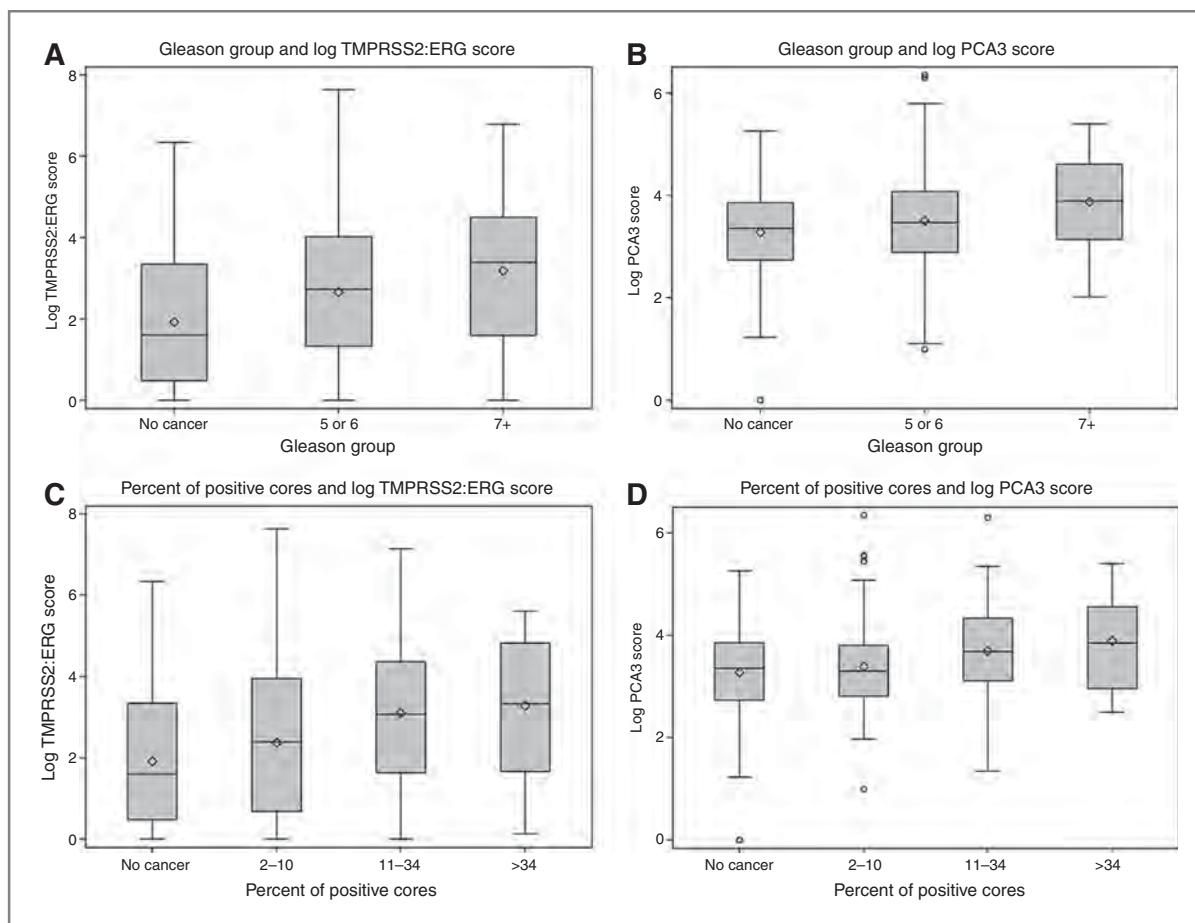 A
Gleason group and log TMPRSS2:ERG score
Log TMPRSS2:ERG score
8
6
4
2
0
No cancer 5 or 6 7+
Gleason group
B
Gleason group and log PCA3 score
Log PCA3 score
6
4
2
0
No cancer 5 or 6 7+
Gleason group
C
Percent of positive cores and log TMPRSS2:ERG score
Log TMPRSS2:ERG score
8
6
4
2
0
No cancer 2–10 11–34 >34
Percent of positive cores
D
Percent of positive cores and log PCA3 score
Log PCA3 score
6
4
2
0
No cancer 2–10 11–34 >34
Percent of positive cores